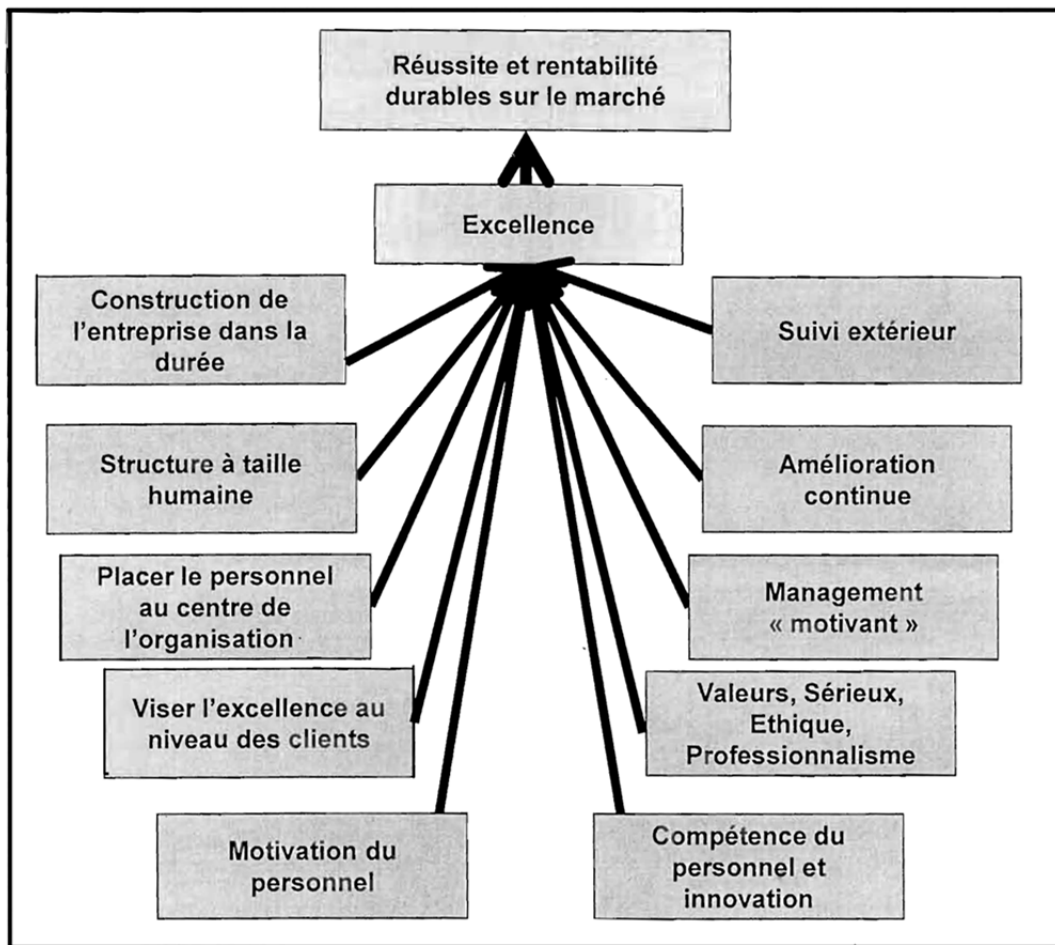 Réussite et rentabilité
durables sur le marché
Excellence
Construction de
l'entreprise dans la
durée
Suivi extérieur
Structure à taille
humaine
Amélioration
continue
Placer le personnel
au centre de
l'organisation
Management
« motivant »
Viser l'excellence au
niveau des clients
Valeurs, Sérieux,
Ethique,
Professionnalisme
Motivation du
personnel
Compétence du
personnel et
innovation